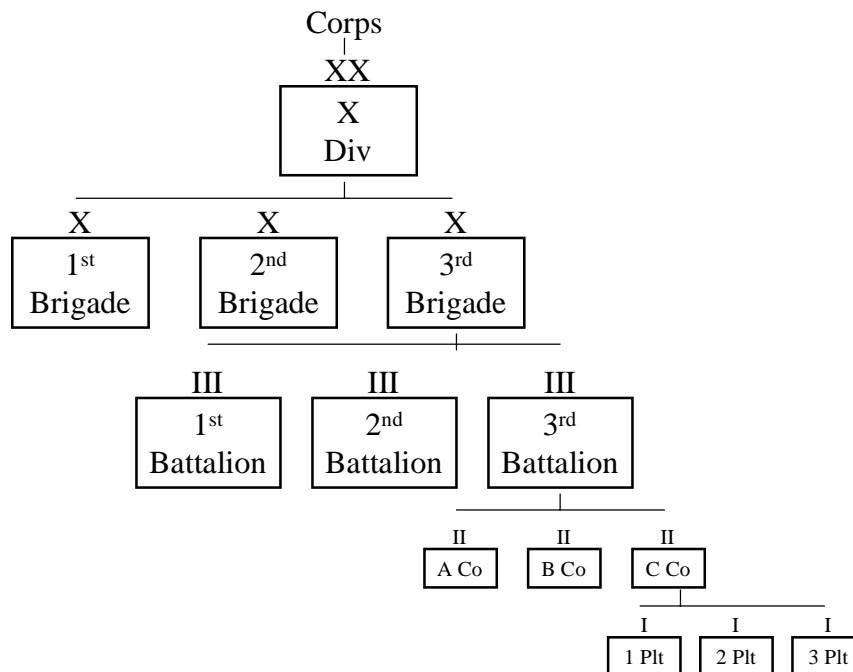 Corps
XX
X
Div
X X X
1st 2nd 3rd
Brigade Brigade Brigade
III III III
1st 2nd 3rd
Battalion Battalion Battalion
II II II
A Co B Co C Co
I I I
1 Plt 2 Plt 3 Plt